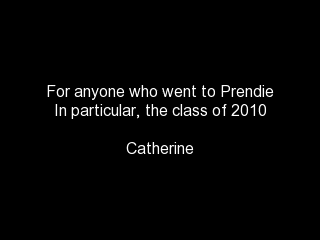 For anyone who went to Prendie
In particular, the class of 2010
Catherine